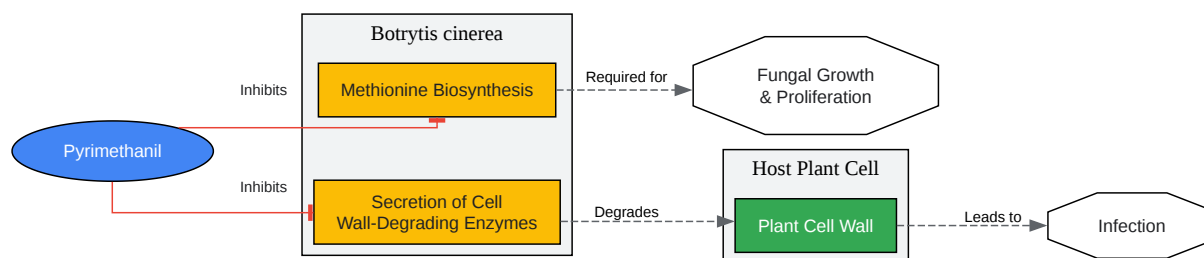 Botrytis cinerea
Inhibits
Methionine Biosynthesis
Required for
Fungal Growth
& Proliferation
Pyrimethanil
Inhibits
Secretion of Cell
Wall-Degrading Enzymes
Degrades
Host Plant Cell
Plant Cell Wall
Leads to
Infection